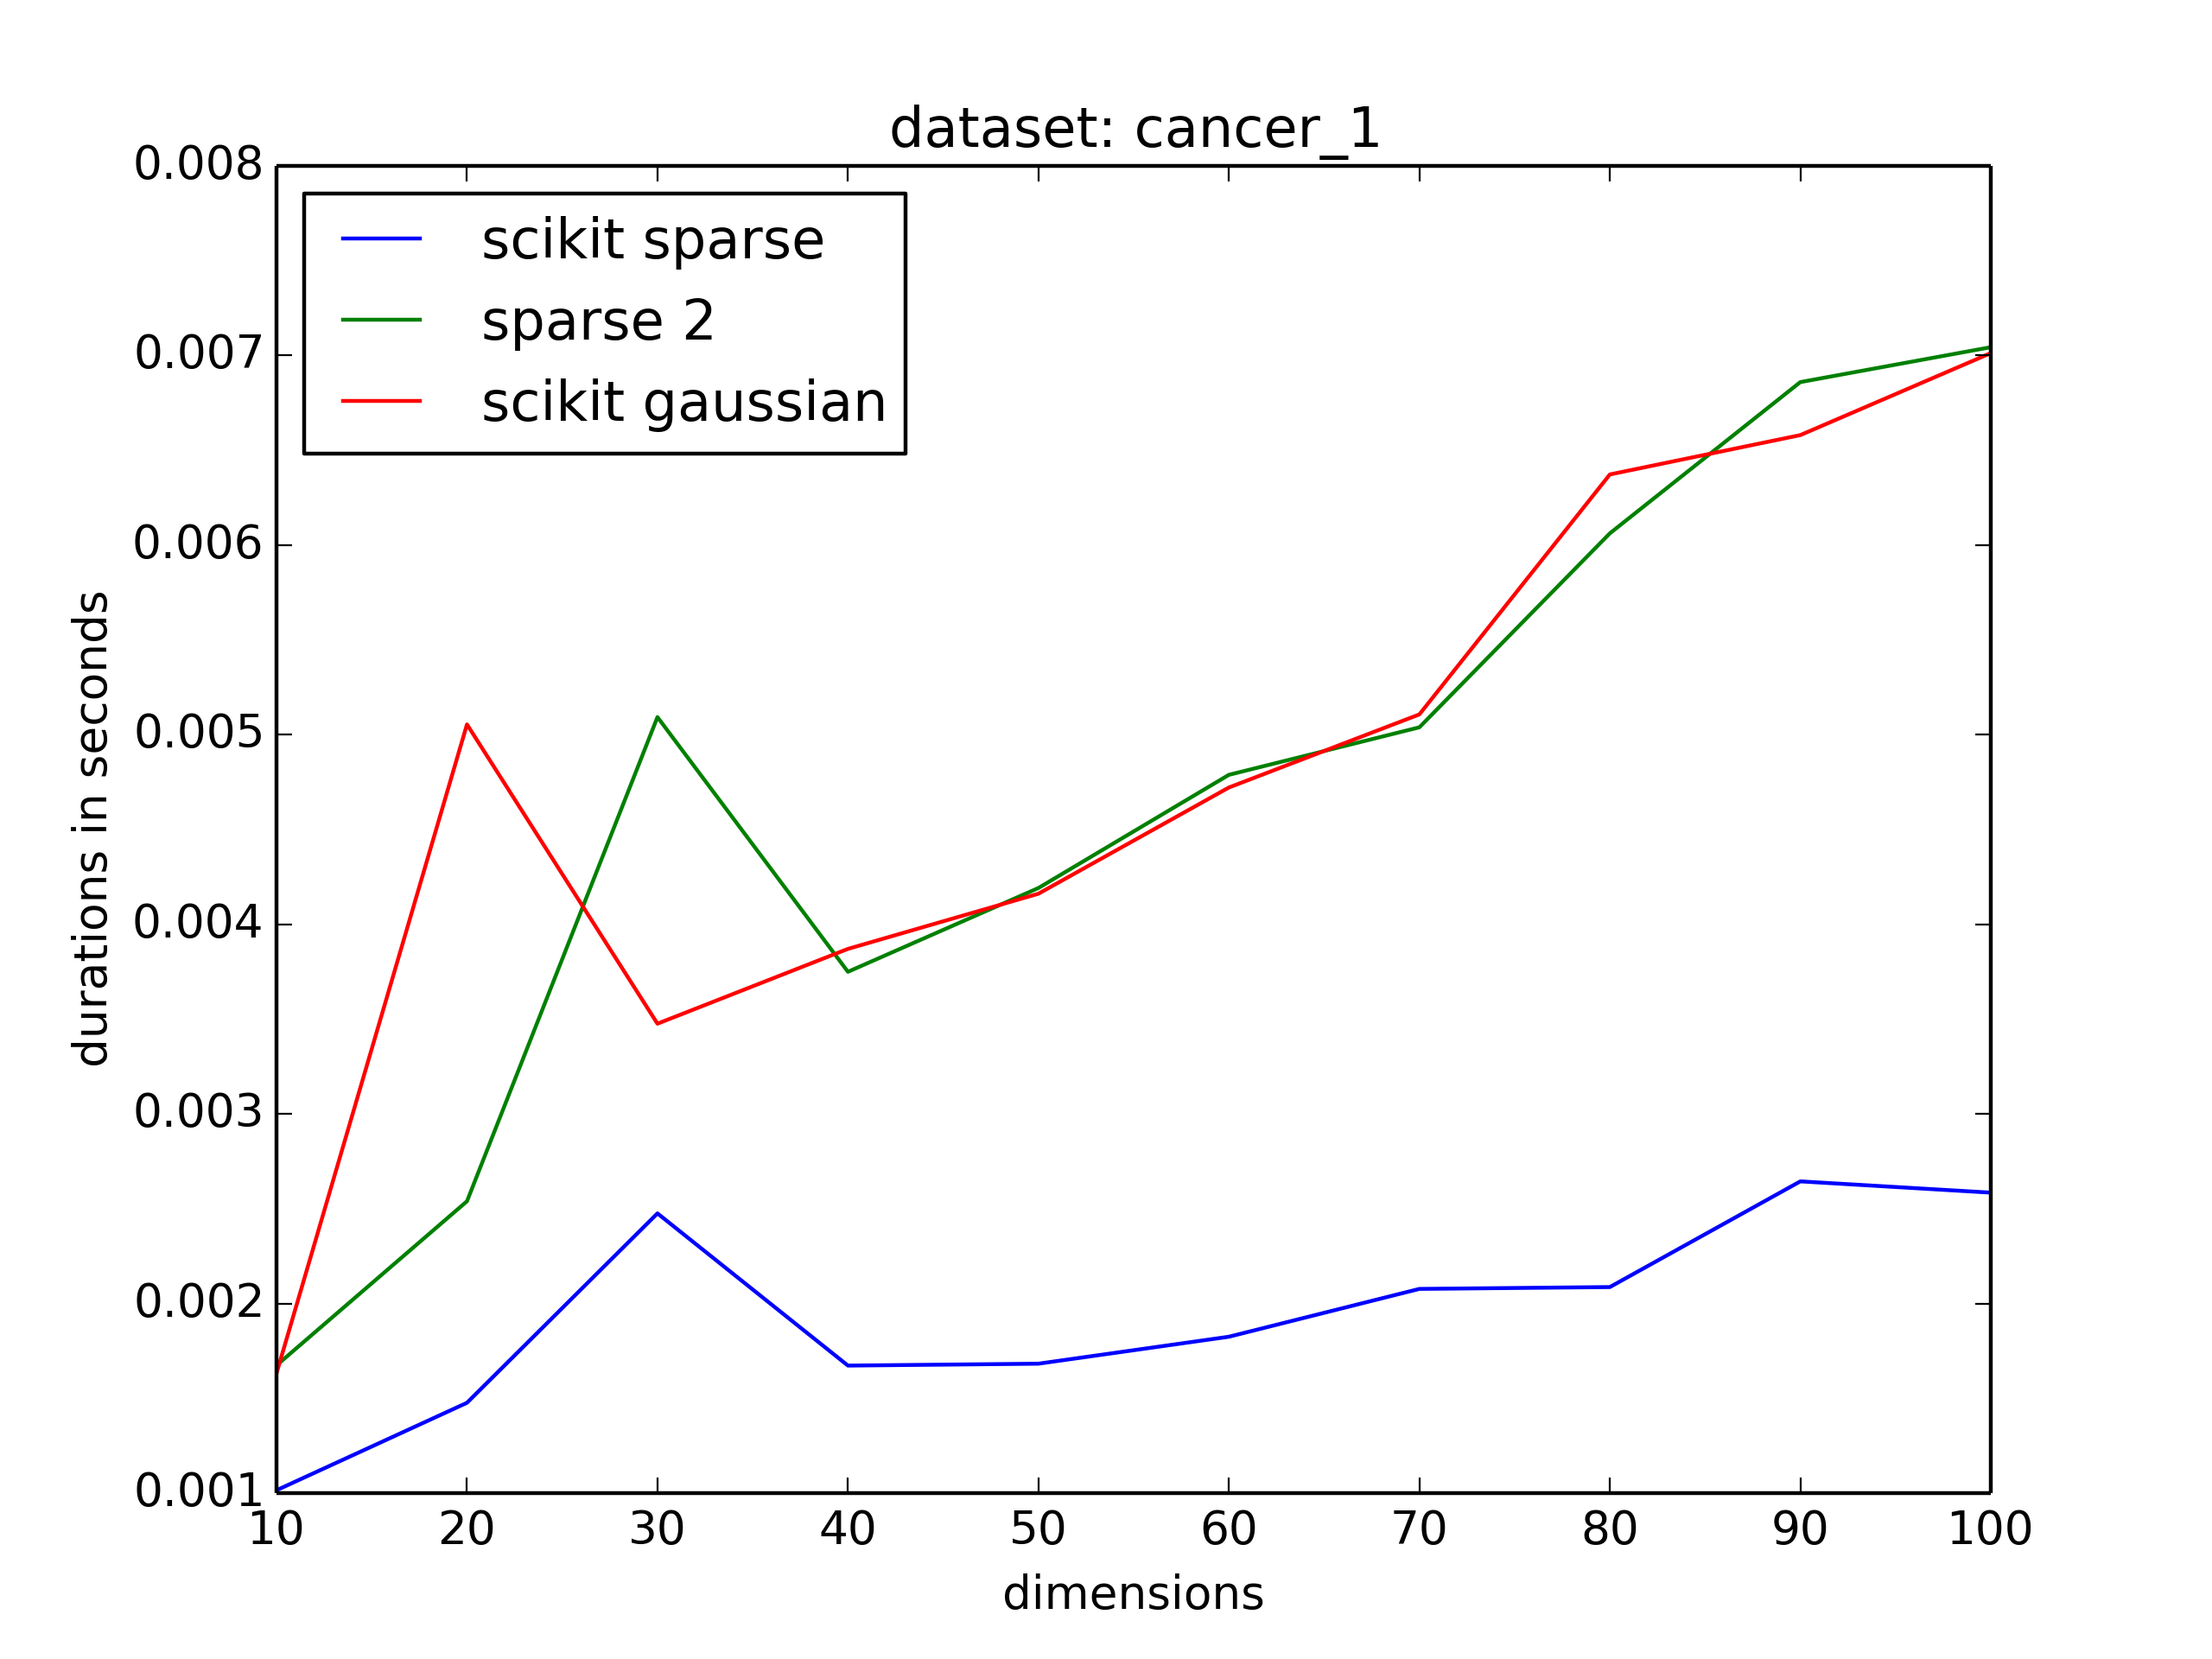 dataset: cancer_1
0.008
0.007
0.006
0.005
0.004
0.003
0.002
0.001
durations in seconds
scikit sparse
sparse 2
scikit gaussian
10 20 30 40 50 60 70 80 90 100
dimensions